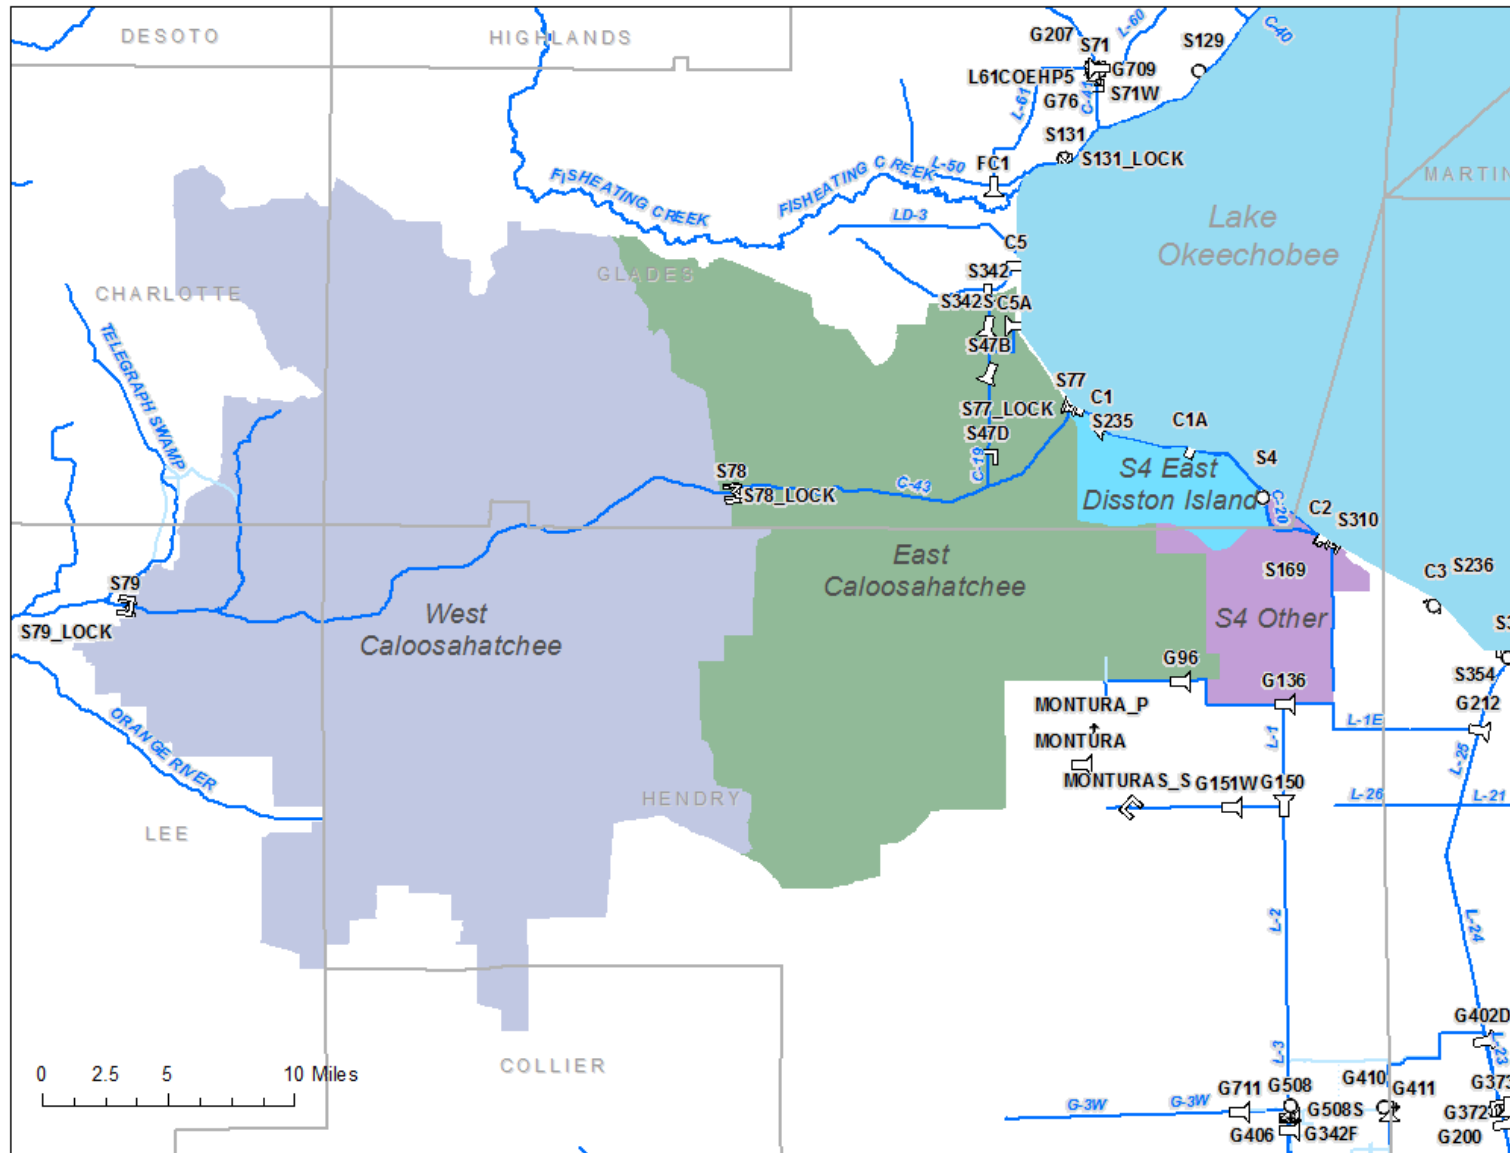 DESOTO
HIGHLANDS
G207
L-60
S71
S129
C-40
L61COEHP5
G709
L-61
G76
C-41
S71W
S131
S131_LOCK
FC1
L-50
FISHEATING CREEK
FISHEATING CREEK
MARTIN
LD-3
Lake
Okeechobee
C5
GLADES
S342
CHARLOTTE
S342S
C5A
S47B
TELEGRAPH SWAMP
S77
C1
S77_LOCK
S235
C1A
S47D
C-19
S4
S4 East
Disston Island
S78
S78_LOCK
C-43
C-20
C2
S310
East
Caloosahatchee
S169
C3
S236
S79
S79_LOCK
West
Caloosahatchee
S4 Other
S3
G96
S354
G136
G212
MONTURA_P
L-1E
ORANGE RIVER
MONTURA
L-1
L-25
MONTURAS_S
G151W
G150
HENDRY
L-26
L-21
LEE
L-2
L-24
G402D
L-3
L-23
COLLIER
0
2.5
5
10 Miles
G410
G711
G508
G411
G373
G-3W
G-3W
G508S
G372
G406
G342F
G200